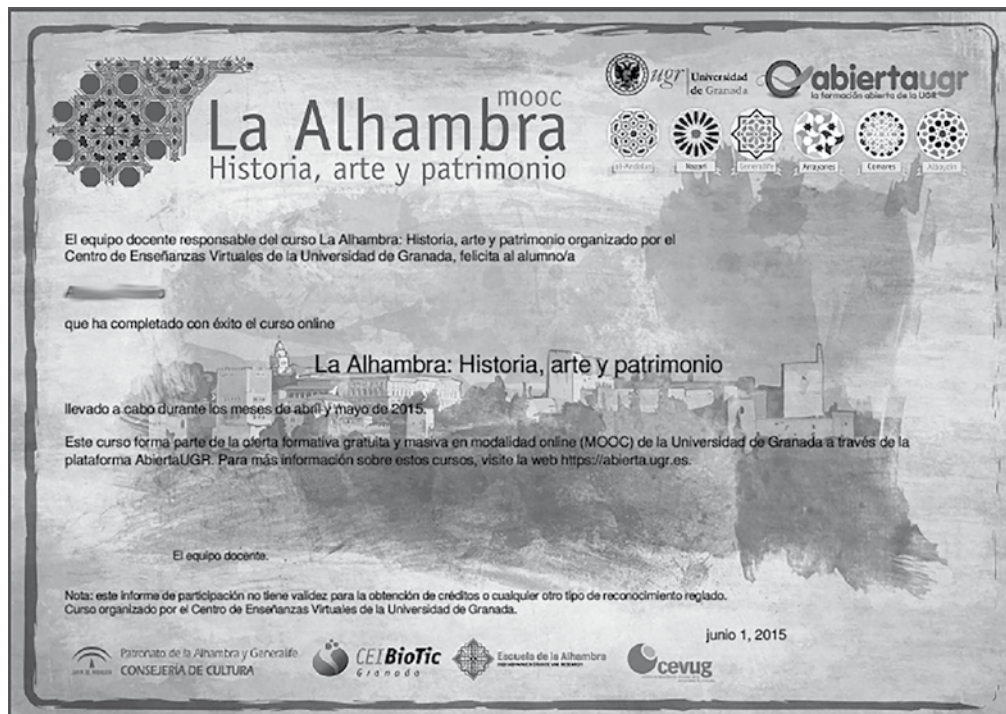 mooc
La Alhambra
Historia, arte y patrimonio
ugr Universidad
de Granada
abiertaugr
la formación abierta de la UGR
al-Andalus Nazarí Generalife Arrayanes Comares Albayzín
El equipo docente responsable del curso La Alhambra: Historia, arte y patrimonio organizado por el
Centro de Enseñanzas Virtuales de la Universidad de Granada, felicita al alumno/a
que ha completado con éxito el curso online
La Alhambra: Historia, arte y patrimonio
llevado a cabo durante los meses de abril y mayo de 2015.
Este curso forma parte de la oferta formativa gratuita y masiva en modalidad online (MOOC) de la Universidad de Granada a través de la
plataforma AbiertaUGR. Para más información sobre estos cursos, visite la web https://abierta.ugr.es.
El equipo docente.
Nota: este informe de participación no tiene validez para la obtención de créditos o cualquier otro tipo de reconocimiento reglado.
Curso organizado por el Centro de Enseñanzas Virtuales de la Universidad de Granada.
junio 1, 2015
Patronato de la Alhambra y Generalife
CONSEJERÍA DE CULTURA
CEI BioTic
Granada
Escuela de la Alhambra
cevug